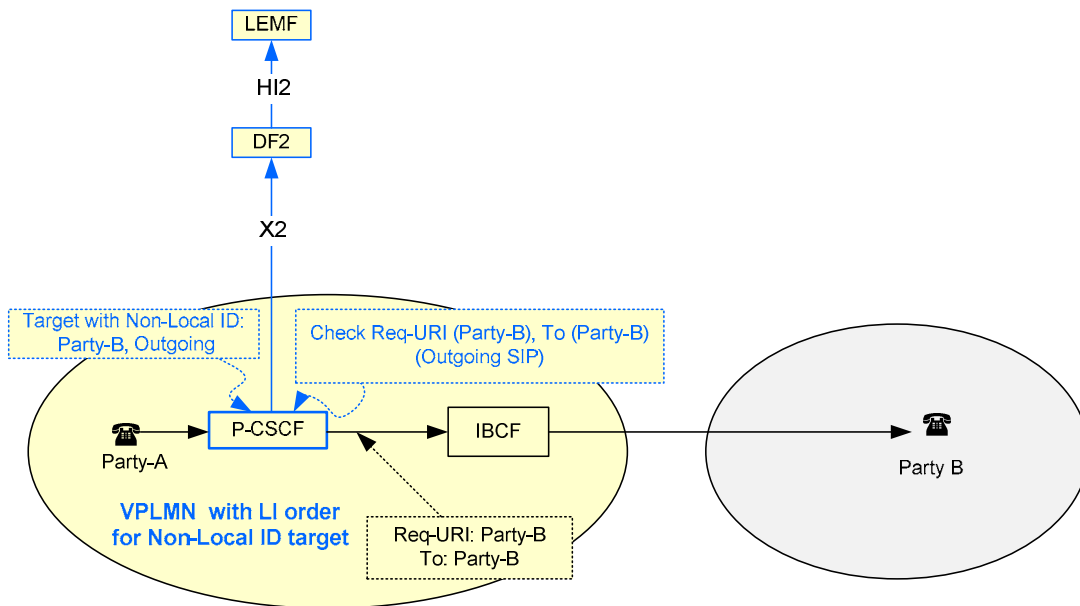 LEMF
HI2
DF2
X2
Target with Non-Local ID:
Party-B, Outgoing
Check Req-URI (Party-B), To (Party-B)
(Outgoing SIP)
P-CSCF
IBCF
Party-A
Party B
VPLMN with LI order
for Non-Local ID target
Req-URI: Party-B
To: Party-B